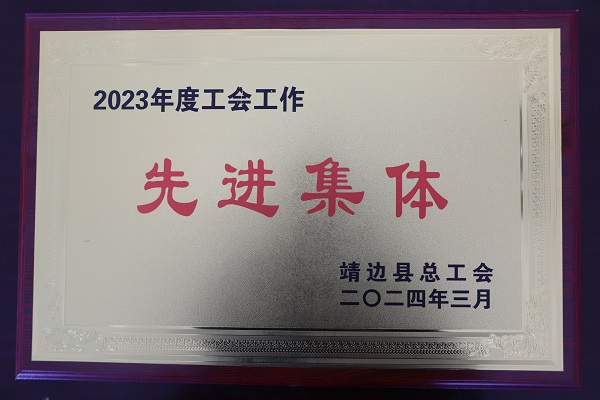 2023年度工会工作
先进集体
靖边县总工会
二〇二四年三月